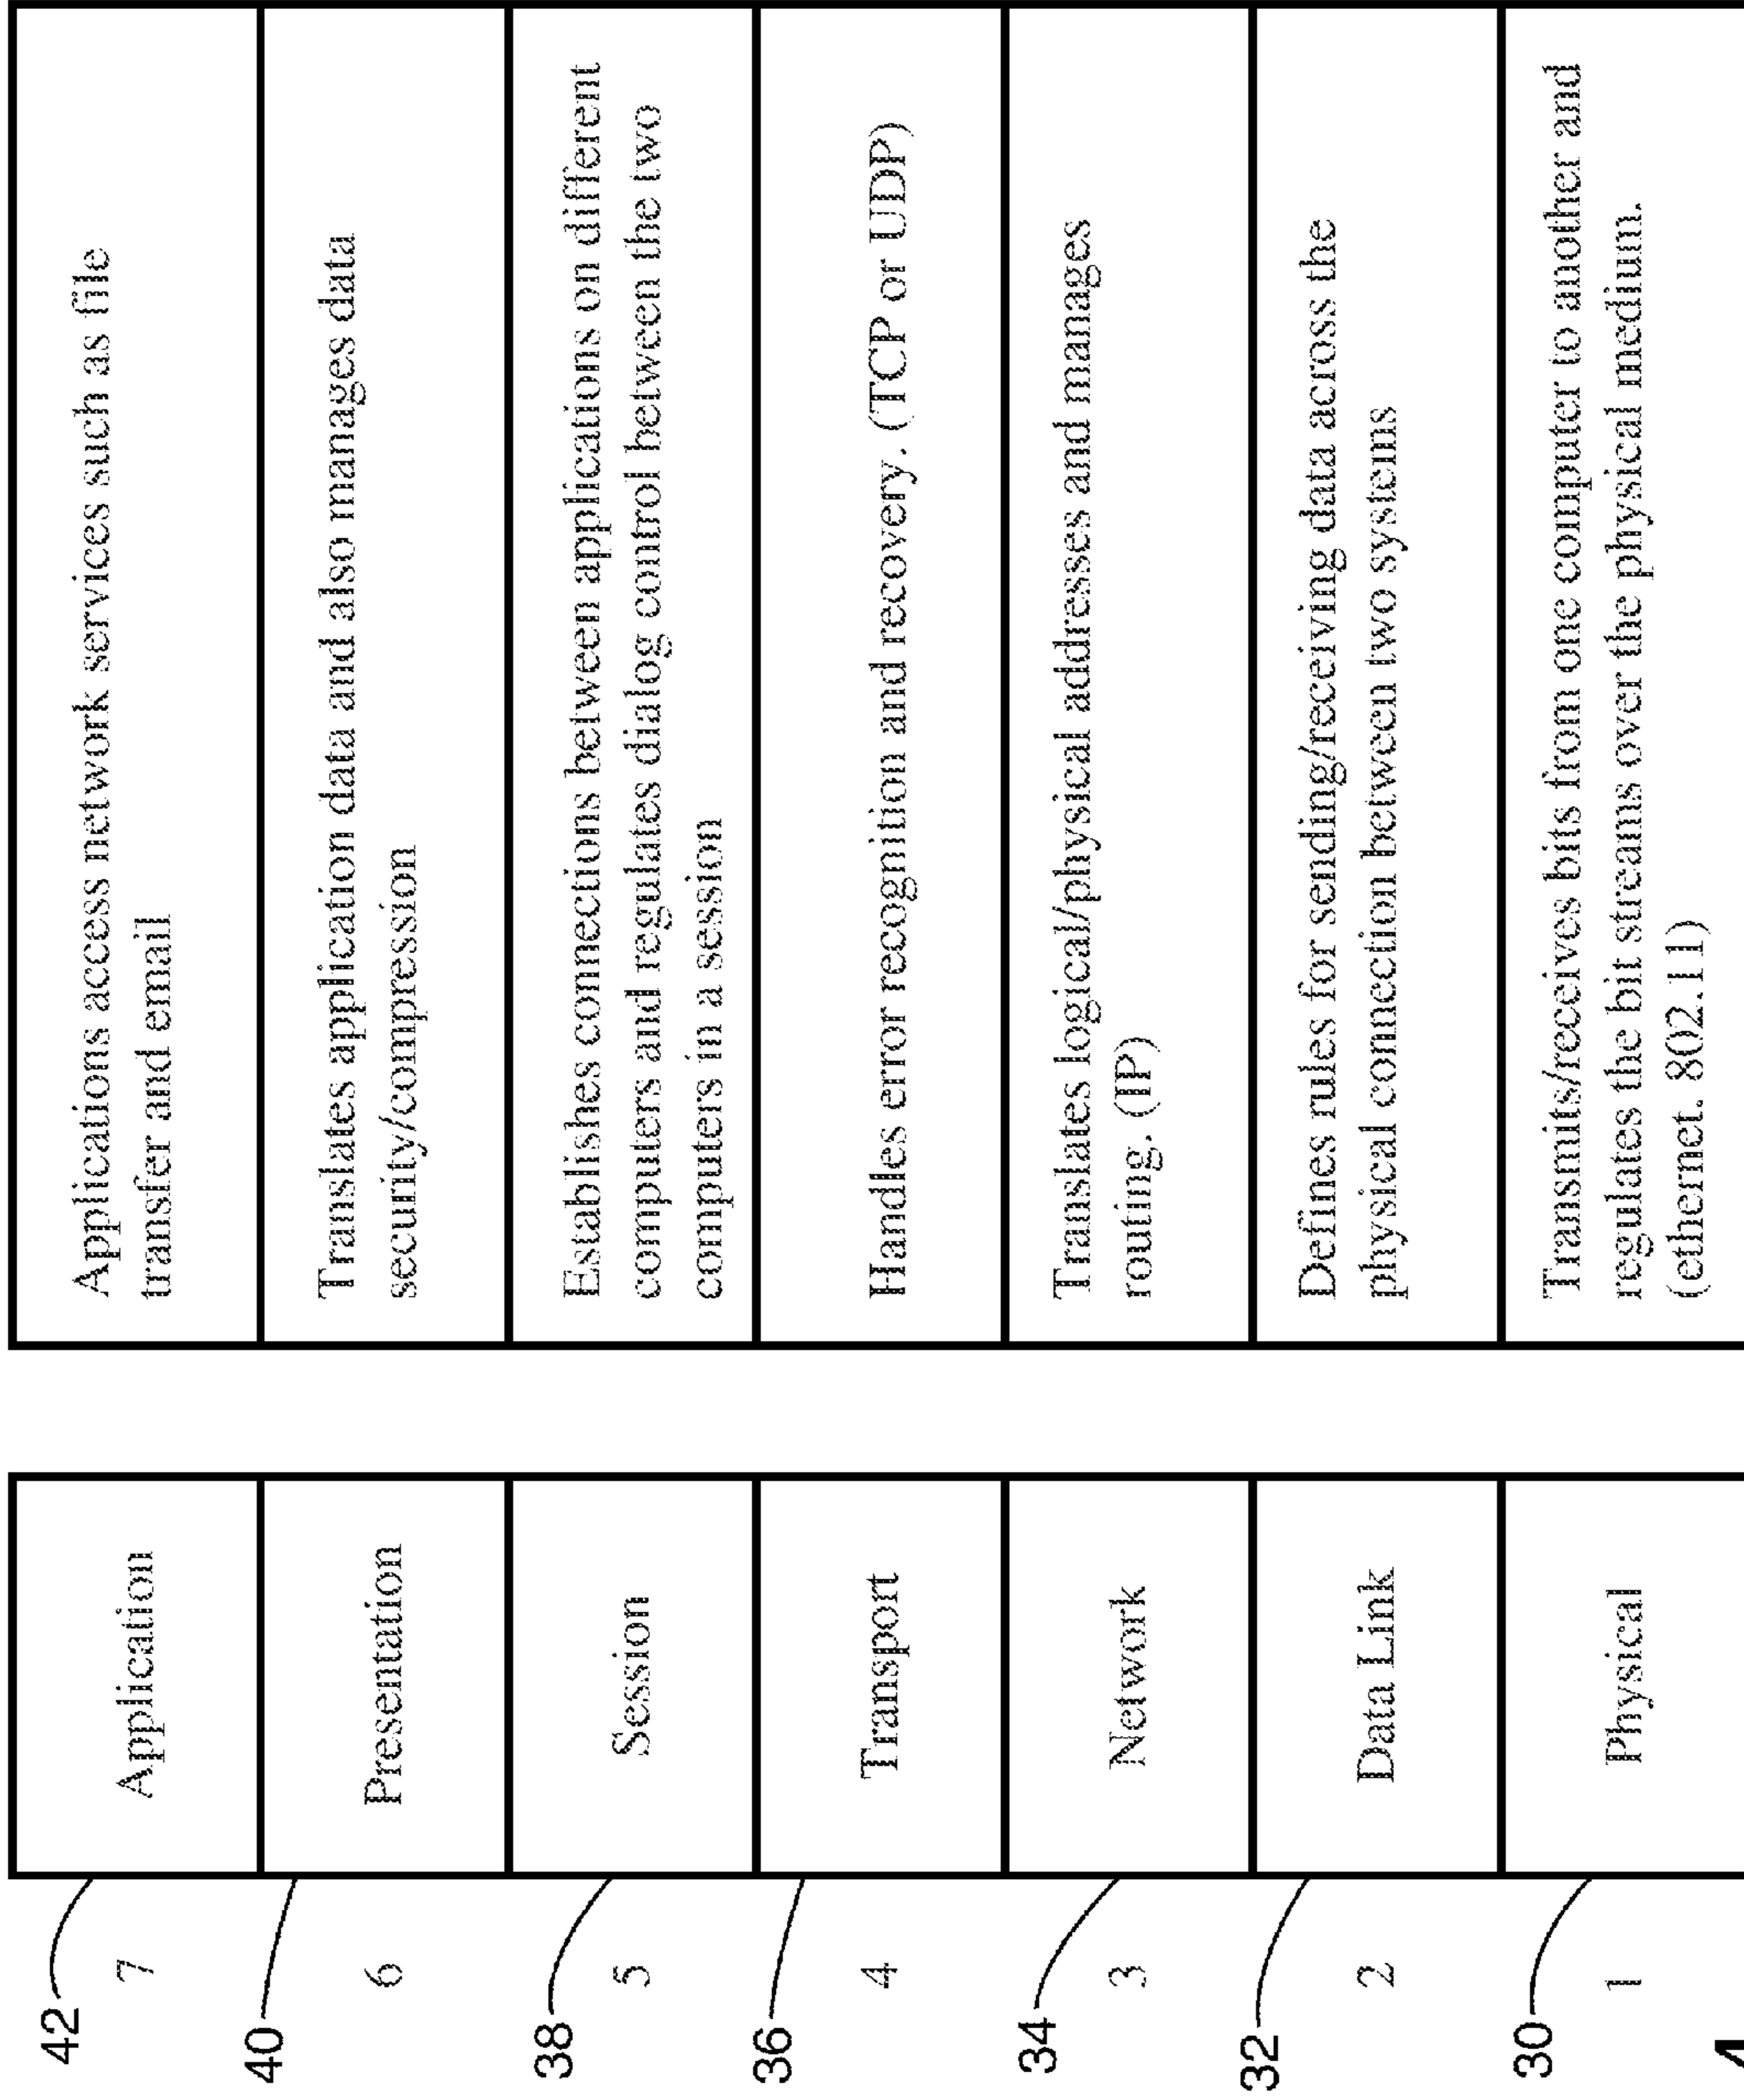 42
7
Application
Applications access network services such as file
transfer and email
40
6
Presentation
Translates application data and also manages data
security/compression
38
5
Session
Establishes connections between applications on different
computers and regulates dialog control between the two
computers in a session
36
4
Transport
Handles error recognition and recovery. (TCP or UDP)
34
3
Network
Translates logical/physical addresses and manages
routing. (IP)
32
2
Data Link
Defines rules for sending/receiving data across the
physical connection between two systems
30
1
Physical
Transmits/receives bits from one computer to another and
regulates the bit streams over the physical medium.
(ethernet. 802.11)